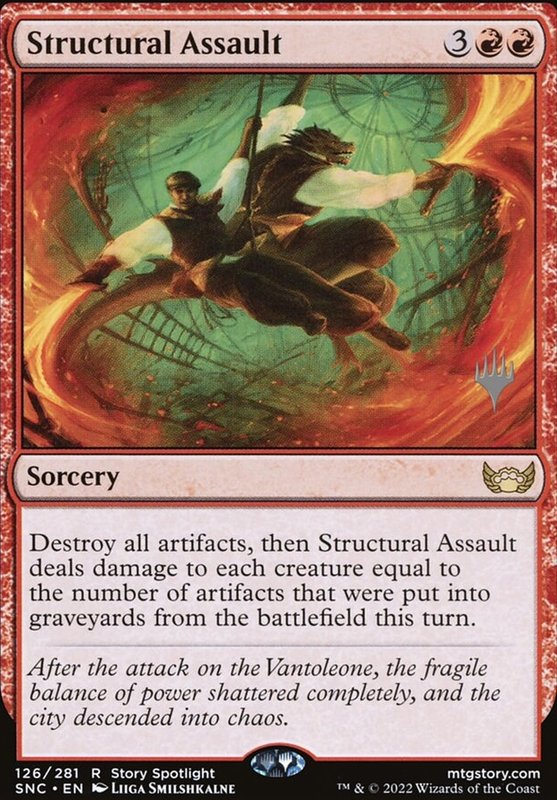 Structural Assault 3
Sorcery
Destroy all artifacts, then Structural Assault
deals damage to each creature equal to
the number of artifacts that were put into
graveyards from the battlefield this turn.
After the attack on the Vantoleone, the fragile
balance of power shattered completely, and the
city descended into chaos.
126/281 R Story Spotlight mtgstory.com
SNC • EN Liiga Smilshkalne ™ & © 2022 Wizards of the Coast